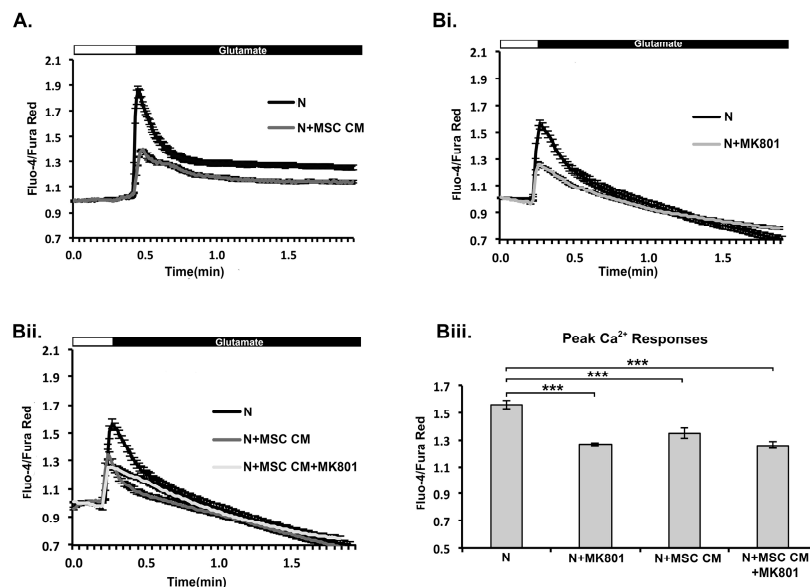 A.
Glutamate
2.1
1.9
1.7
1.5
1.3
1.1
0.9
0.7
Fluo-4/Fura Red
N
N+MSC CM
0.0
0.5
1.0
1.5
Time(min)
Bi.
Glutamate
2.1
1.9
1.7
1.5
1.3
1.1
0.9
0.7
Fluo-4/Fura Red
N
N+MK801
0.0
0.5
1.0
1.5
Time(min)
Bii.
Glutamate
2.1
1.9
1.7
1.5
1.3
1.1
0.9
0.7
Fluo-4/Fura Red
N
N+MSC CM
N+MSC CM+MK801
0.0
0.5
1.0
1.5
Time(min)
Biii.
Peak Ca²⁺ Responses
***
***
***
1.7
1.5
1.3
1.1
0.9
0.7
0.5
Fluo-4/Fura Red
N
N+MK801
N+MSC CM
N+MSC CM
+MK801